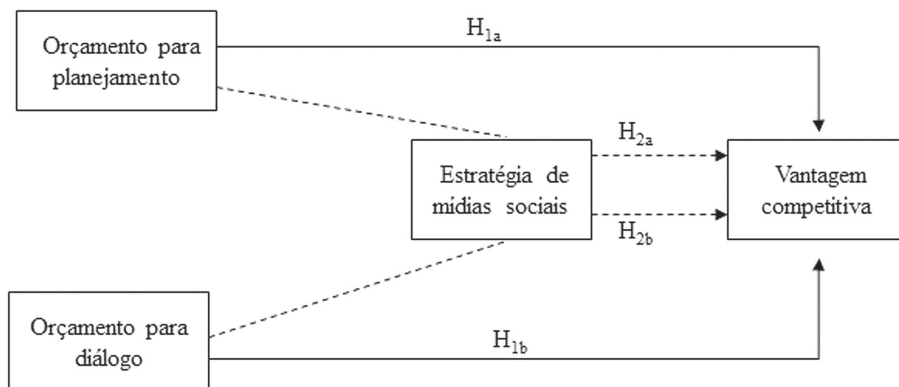 Orçamento para
planejamento
H1a
Estratégia de
mídias sociais
H2a
H2b
Vantagem
competitiva
Orçamento para
diálogo
H1b